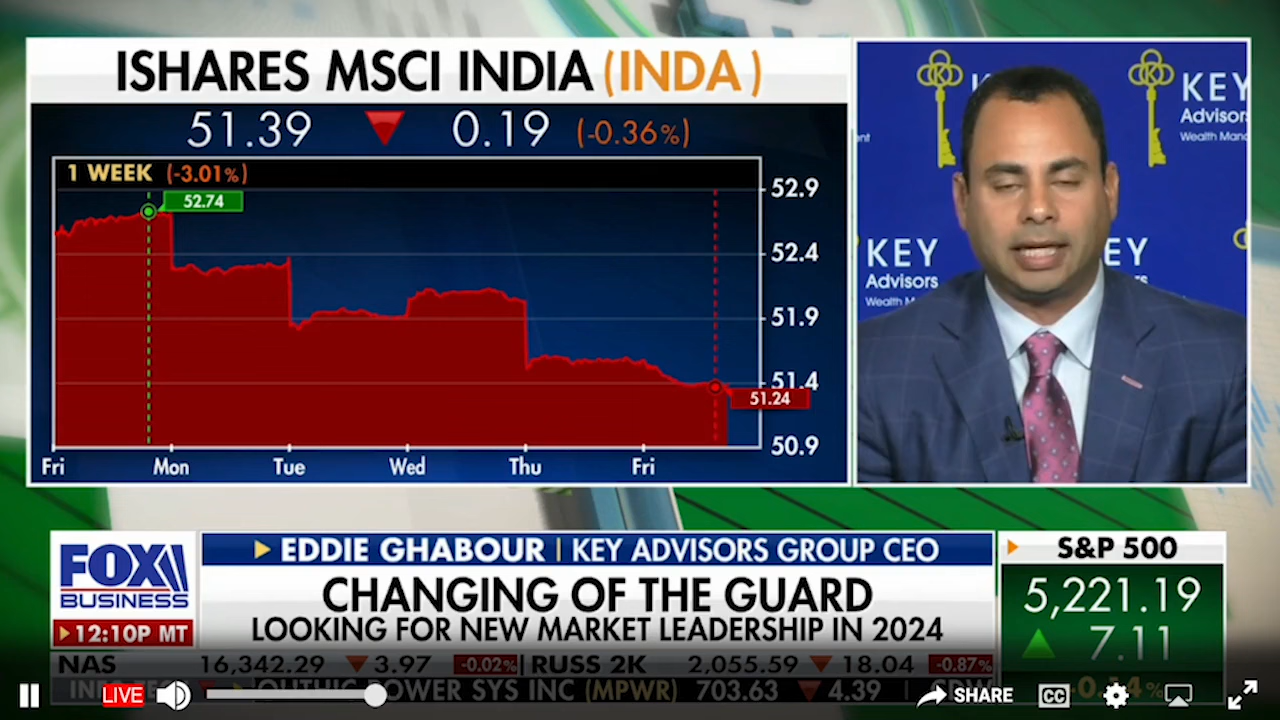 ISHARES MSCI INDIA (INDA)
51.39 ▼ 0.19 (-0.36%)
1 WEEK (-3.01%)
52.74
52.9
52.4
51.9
51.4
51.24
50.9
Fri Mon Tue Wed Thu Fri
KEY
Advisors
Wealth Mana
KEY
Advisors
Wealth M
EY
FOX
BUSINESS
12:10P MT
EDDIE GHABOUR | KEY ADVISORS GROUP CEO
CHANGING OF THE GUARD
LOOKING FOR NEW MARKET LEADERSHIP IN 2024
S&P 500
5,221.19
▲ 7.11
NAS 16,342.29 ▼ 3.97 -0.02% | RUSS 2K 2,055.59 ▼ 18.04 -0.87%
POWER SYS INC (MPWR) 703.63 ▼ 4.39
LIVE
SHARE
CC